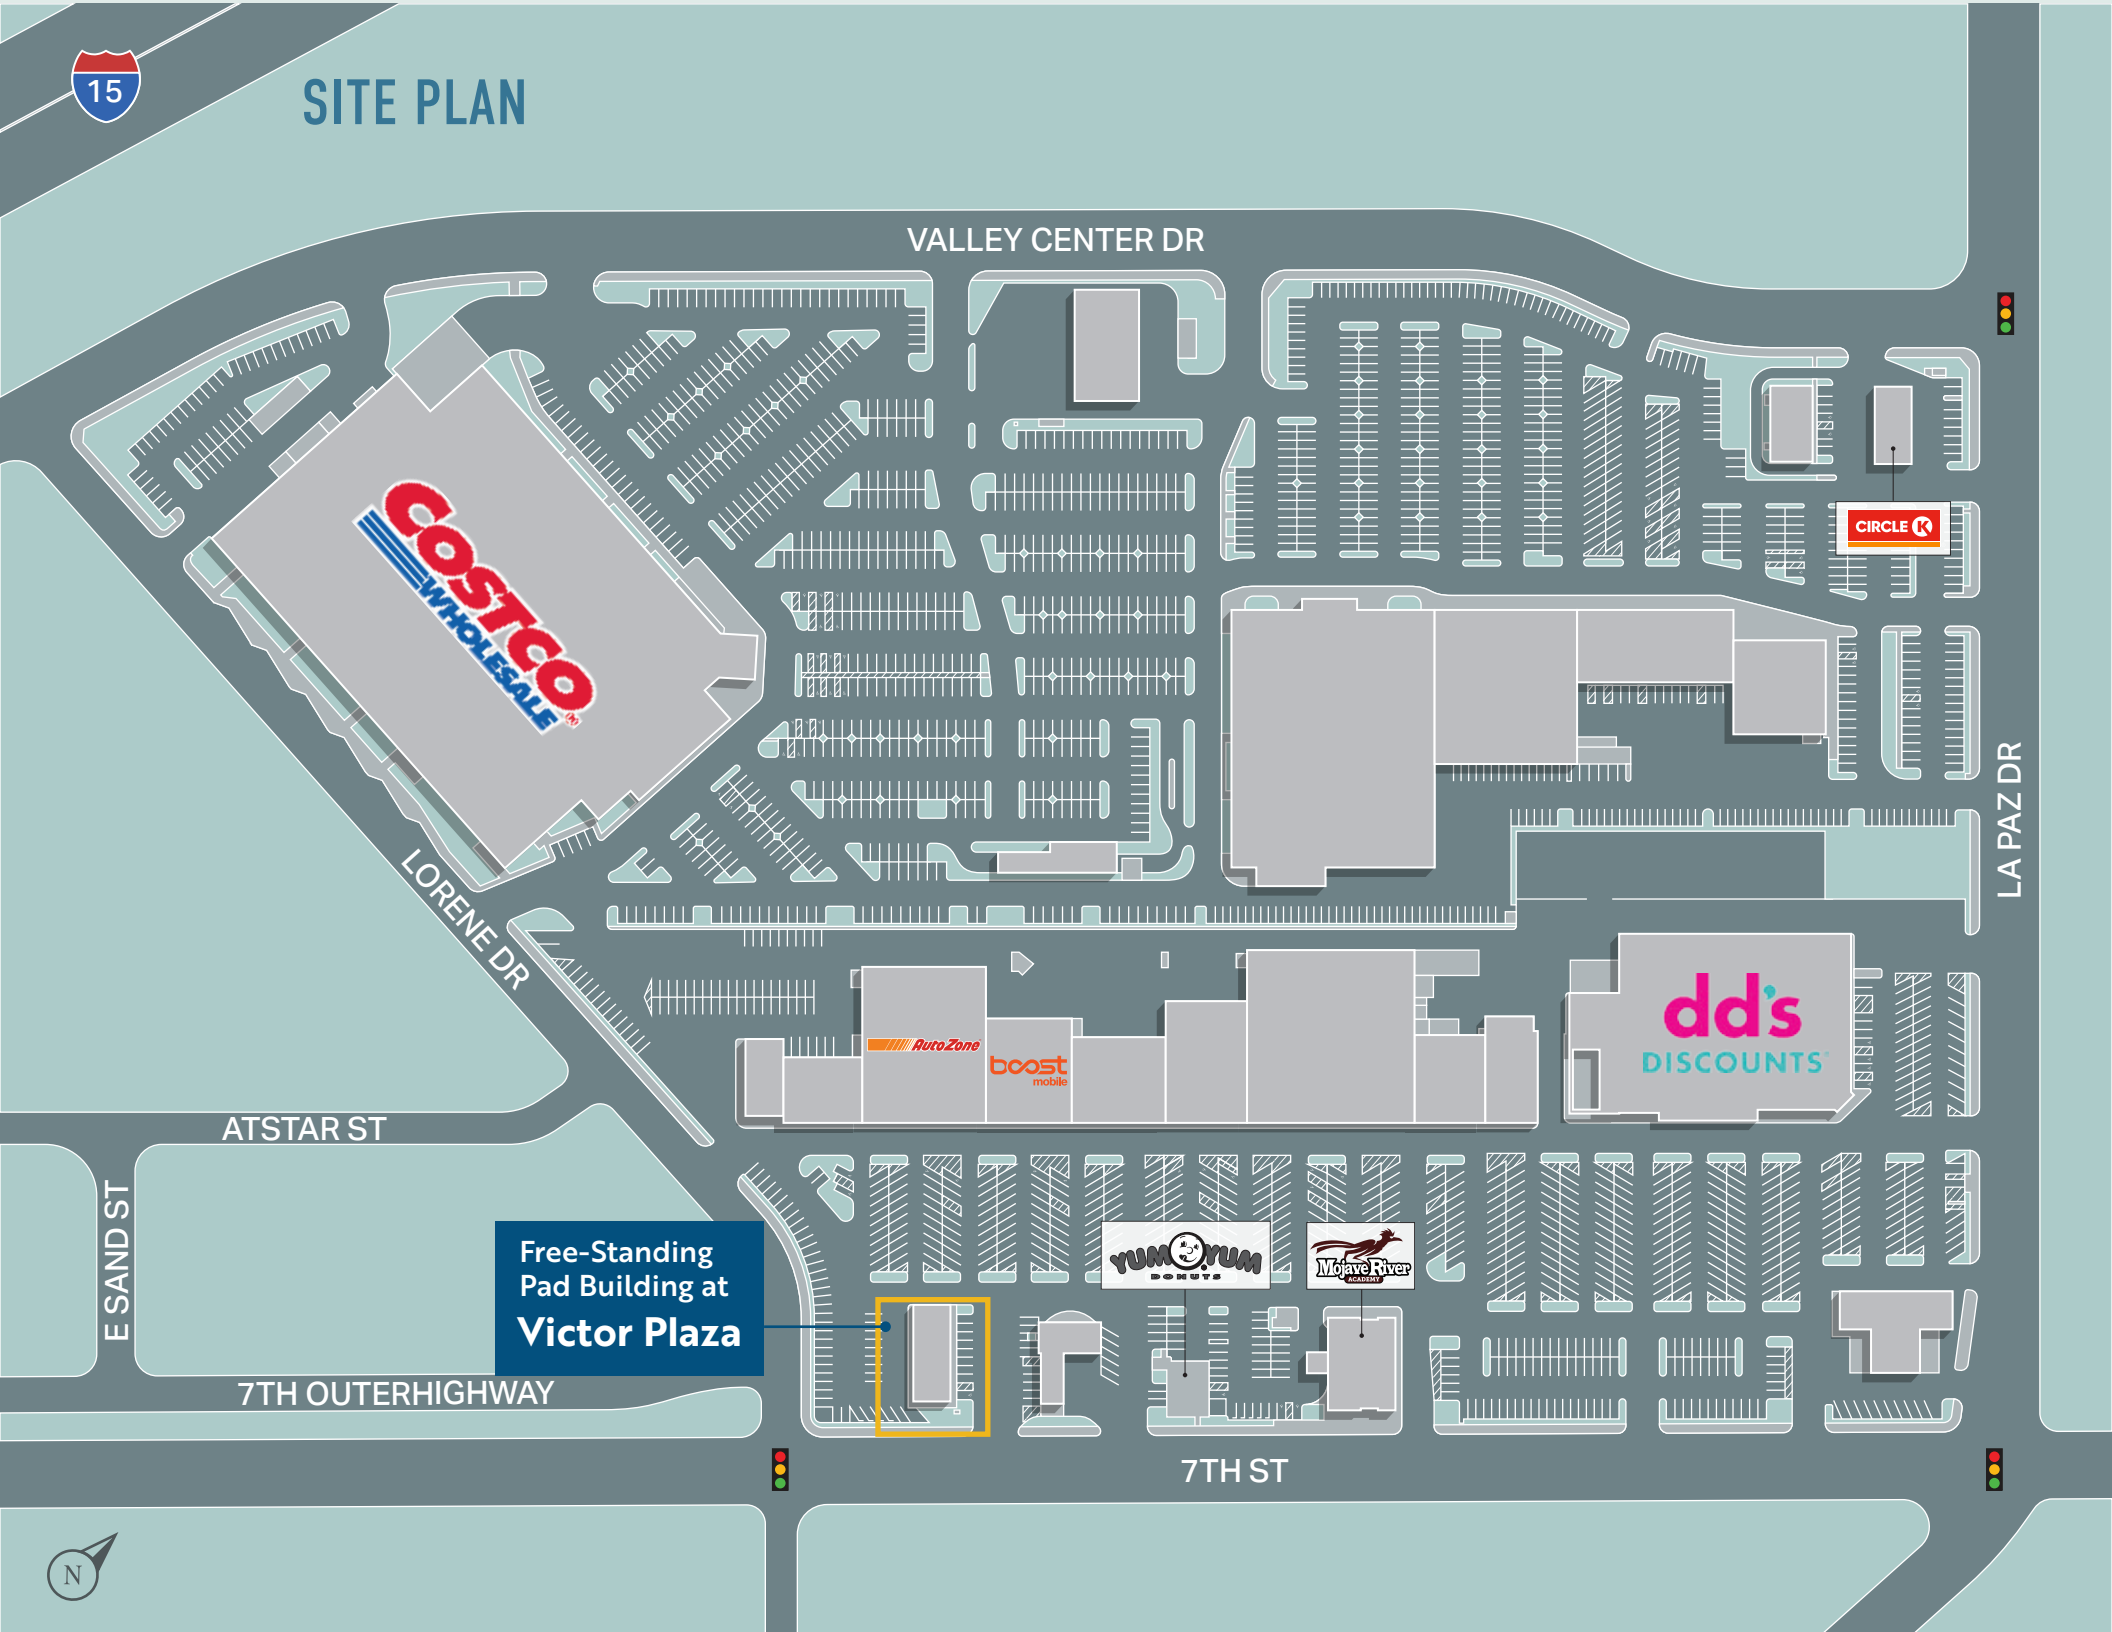 15
SITE PLAN
VALLEY CENTER DR
COSTCO
WHOLESALE
CIRCLE K
LA PAZ DR
LORENE DR
dd's
DISCOUNTS
AutoZone
boost
mobile
ATSTAR ST
E SAND ST
Free-Standing
Pad Building at
Victor Plaza
YUM YUM
DONUTS
Mojave River
ACADEMY
7TH OUTERHIGHWAY
7TH ST
N